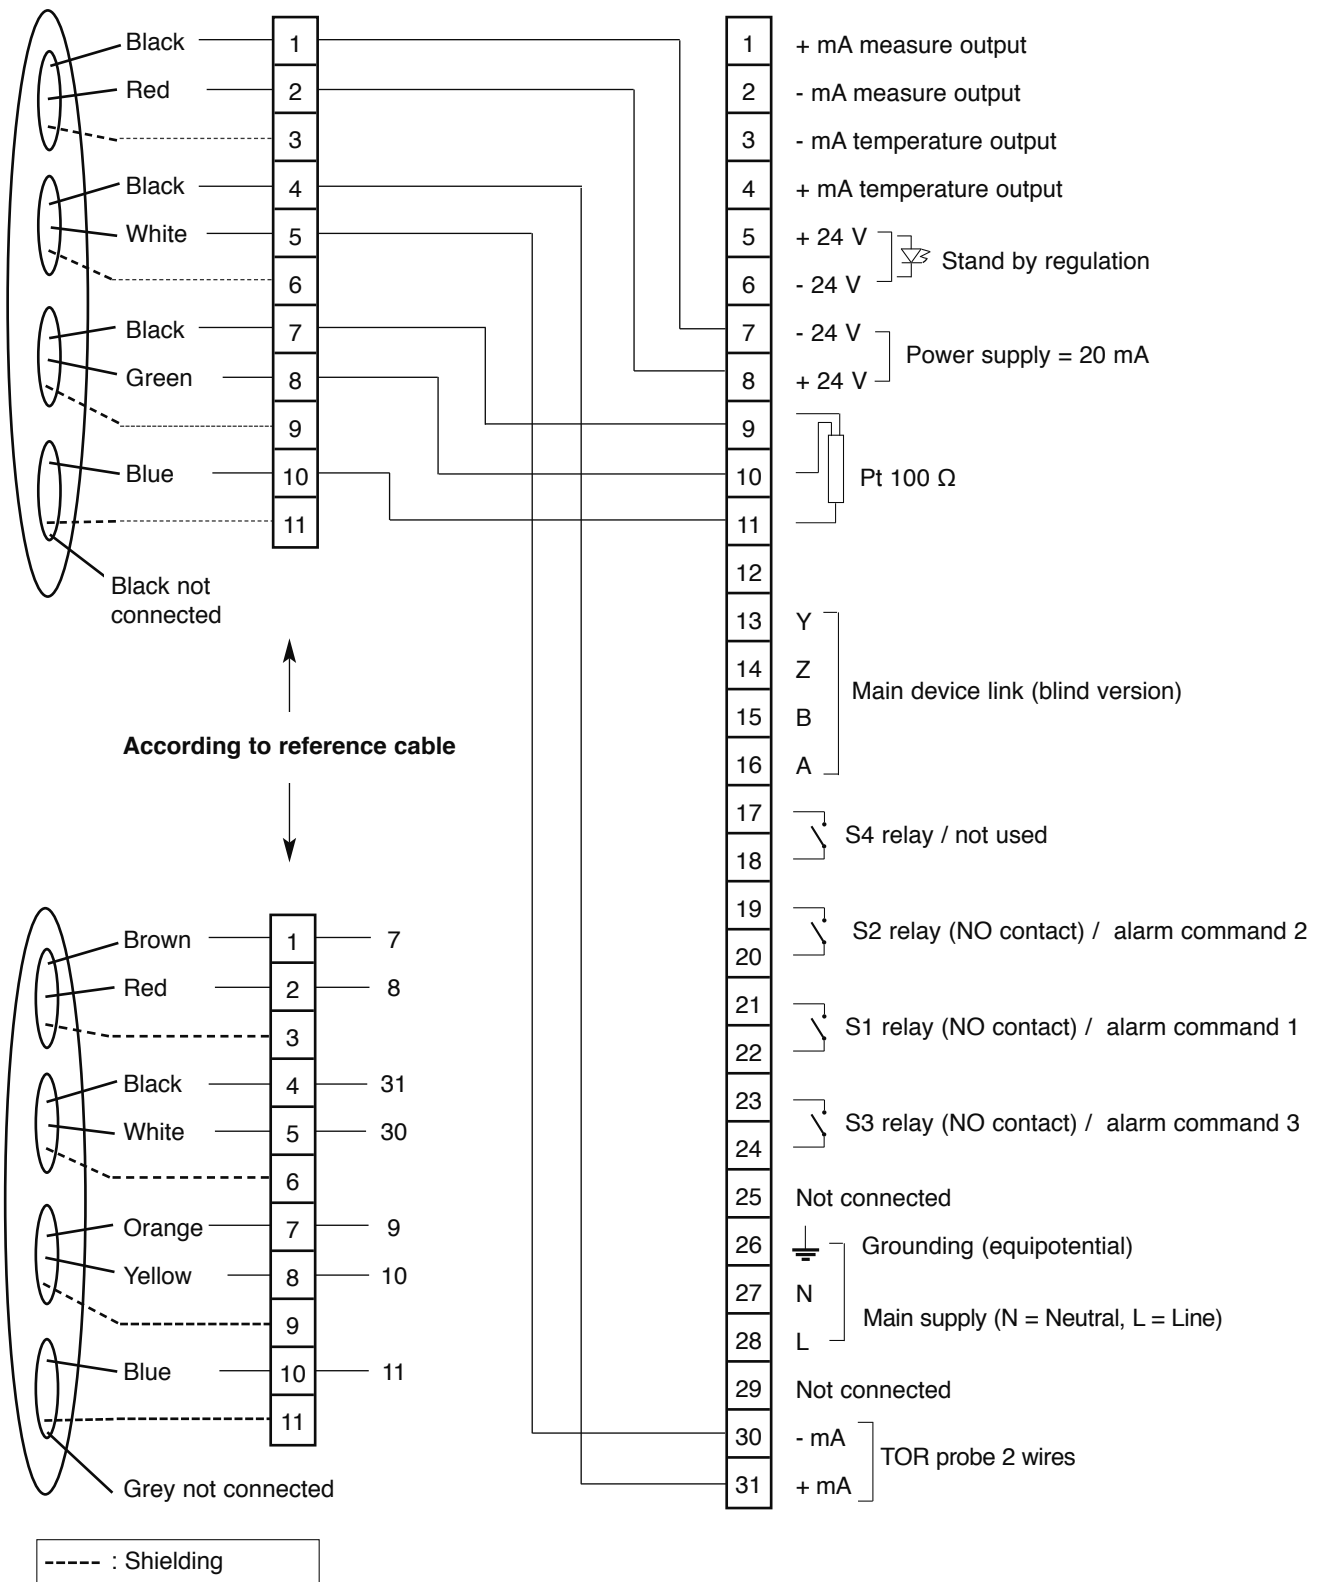 Black 1
Red 2
3
Black 4
White 5
6
Black 7
Green 8
9
Blue 10
11
Black not
connected
According to reference cable
Brown 1 7
Red 2 8
3
Black 4 31
White 5 30
6
Orange 7 9
Yellow 8 10
9
Blue 10 11
11
Grey not connected
: Shielding
1 + mA measure output
2 - mA measure output
3 - mA temperature output
4 + mA temperature output
5 + 24 V
Stand by regulation
6 - 24 V
7 - 24 V
Power supply = 20 mA
8 + 24 V
9
10 Pt 100 Ω
11
12
13 Y
14 Z
Main device link (blind version)
15 B
16 A
17
S4 relay / not used
18
19
S2 relay (NO contact) / alarm command 2
20
21
S1 relay (NO contact) / alarm command 1
22
23
S3 relay (NO contact) / alarm command 3
24
25 Not connected
26 Grounding (equipotential)
27 N
Main supply (N = Neutral, L = Line)
28 L
29 Not connected
30 - mA
TOR probe 2 wires
31 + mA